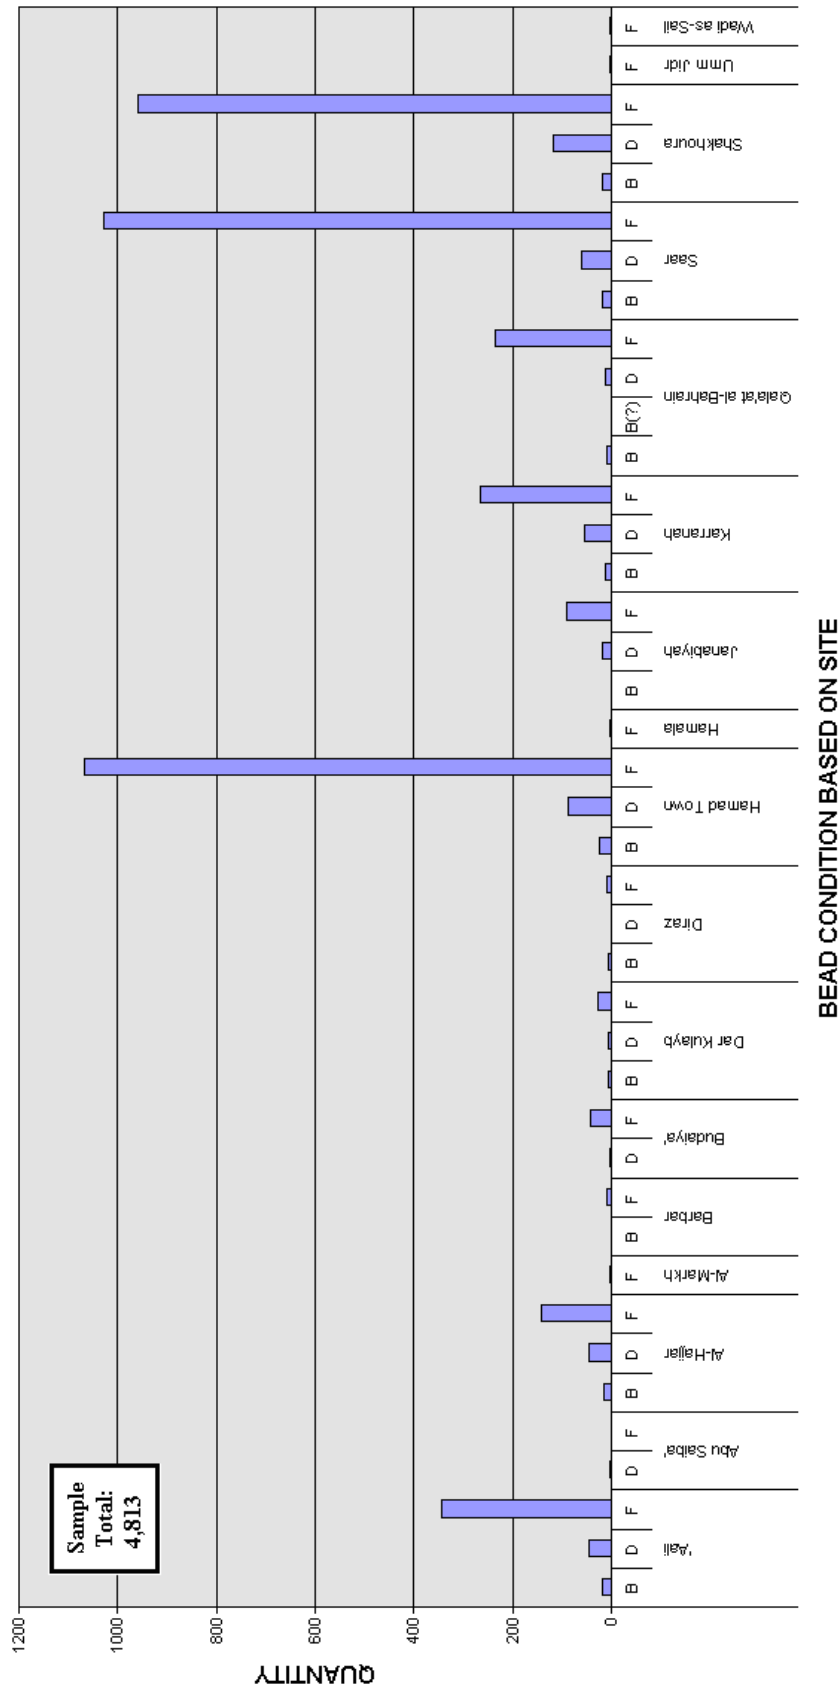 Sample
Total:
4,813
QUANTITY
1200
1000
800
600
400
200
0
B D F
'Aali
D F
Abu Saiba'
B D F
Al-Hajjar
F
Al-Markh
B F
Barbar
D F
Budaiya'
B D F
Dar Kulayb
B D F
Diraz
B D F
Hamad Town
F
Hamala
B D F
Janabiyah
B D F
Karranah
B B(?) D F
Qala'at al-Bahrain
B D F
Saar
B D F
Shakhoura
F
Umm Jidr
F
Wadi as-Sail
BEAD CONDITION BASED ON SITE